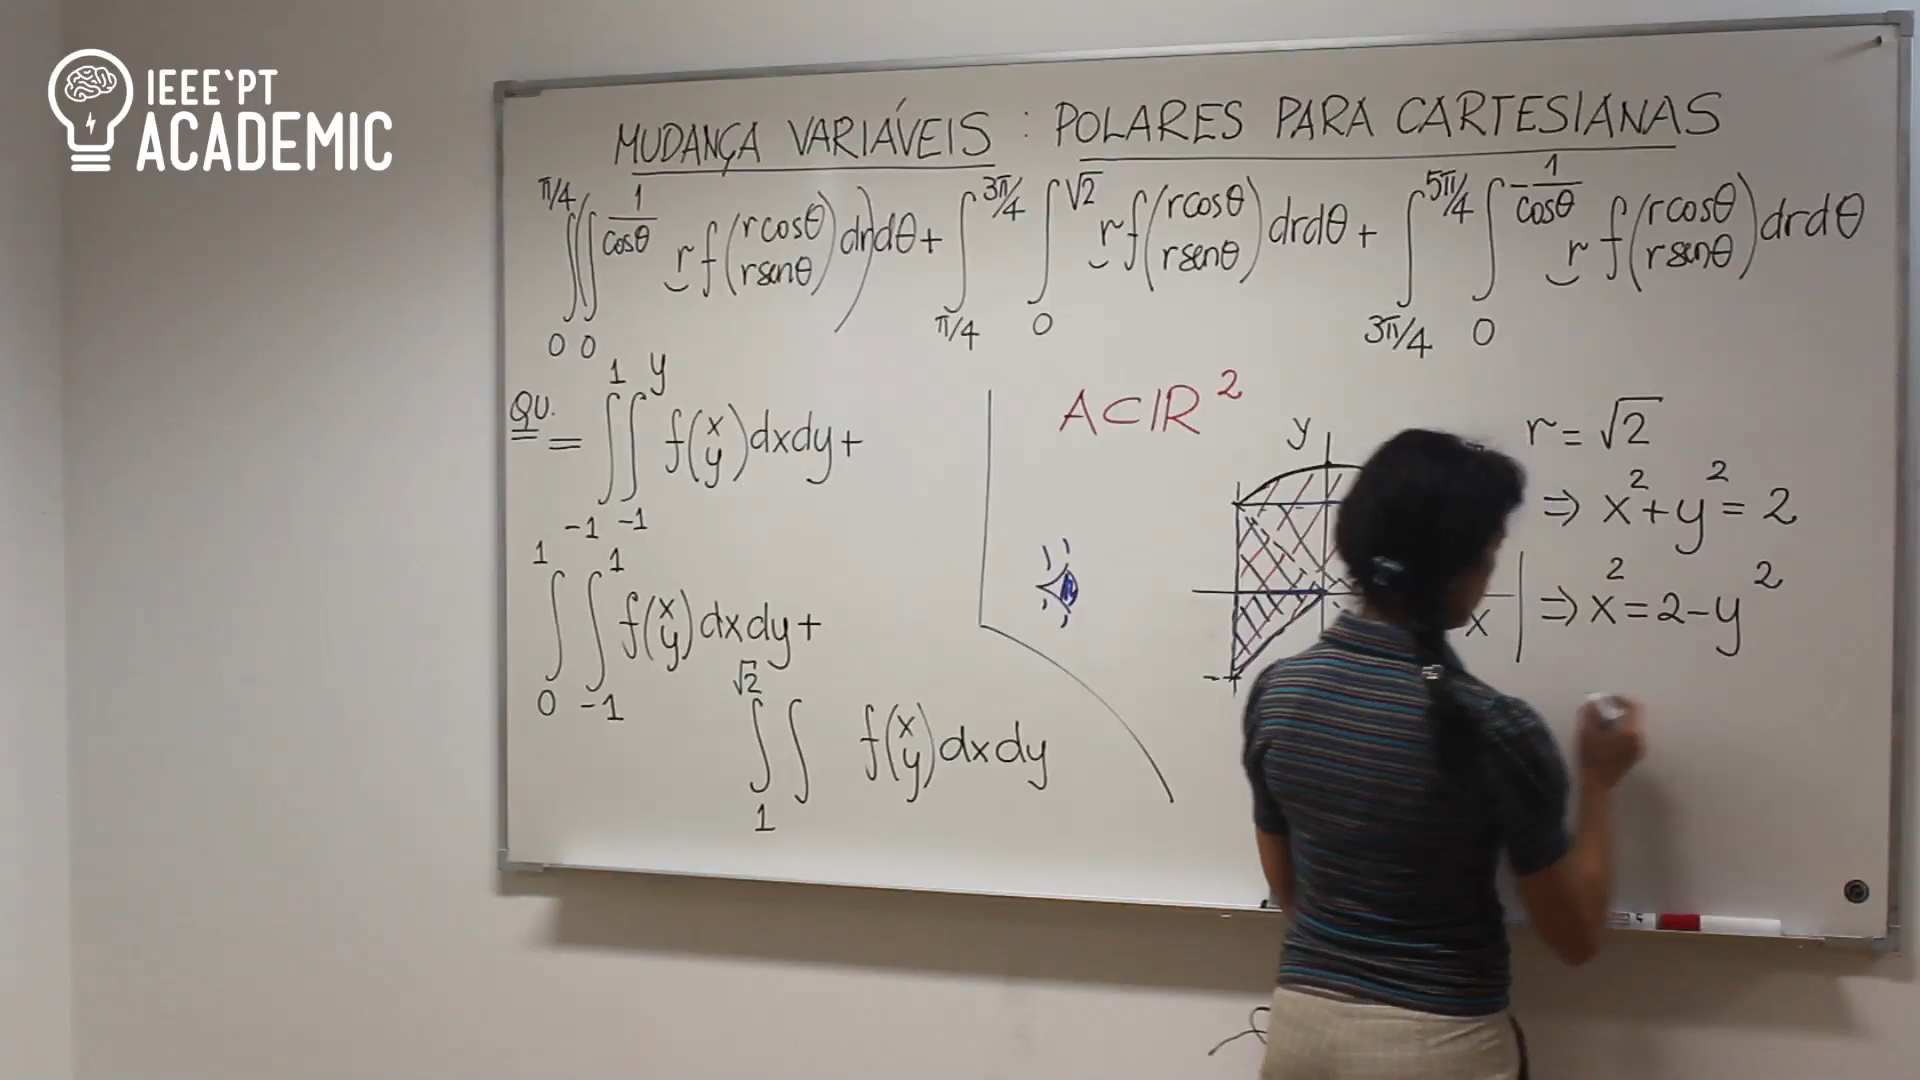 IEEE`PT
ACADEMIC
MUDANÇA VARIÁVEIS : POLARES PARA CARTESIANAS
∫₀^{π/4} (∫₀^{1/cosθ} r f(rcosθ, rsenθ) dr) dθ + ∫_{π/4}^{3π/4} ∫₀^{√2} r f(rcosθ, rsenθ) drdθ + ∫_{3π/4}^{5π/4} ∫₀^{-1/cosθ} r f(rcosθ, rsenθ) drdθ
QU.
= ∫_{-1}^{1} ∫_{-1}^{y} f(x, y) dxdy +
∫₀^{1} ∫_{-1}^{1} f(x, y) dxdy +
∫₁^{√2} ∫ f(x, y) dxdy
A ⊂ IR²
y
x
r = √2
⇒ x² + y² = 2
⇒ x² = 2 - y²